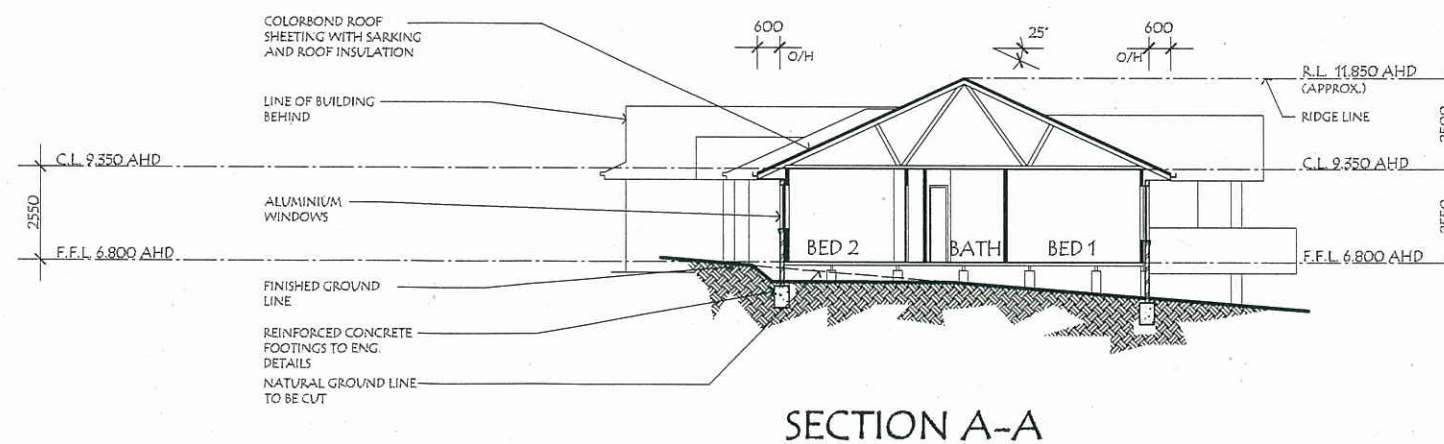 COLORBOND ROOF
SHEETING WITH SARKING
AND ROOF INSULATION
600
O/H
25°
600
O/H
R.L. 11.850 AHD
(APPROX.)
RIDGE LINE
LINE OF BUILDING
BEHIND
C.L. 9.350 AHD
C.L. 9.350 AHD
2550
ALUMINIUM
WINDOWS
BED 2
BATH
BED 1
F.F.L. 6.800 AHD
F.F.L. 6.800 AHD
FINISHED GROUND
LINE
REINFORCED CONCRETE
FOOTINGS TO ENG.
DETAILS
NATURAL GROUND LINE
TO BE CUT
SECTION A-A